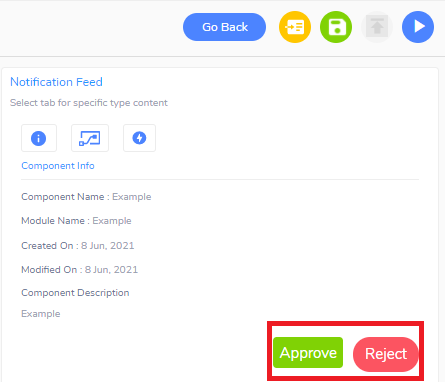 Go Back
Notification Feed
Select tab for specific type content
Component Info
Component Name : Example
Module Name : Example
Created On : 8 Jun, 2021
Modified On : 8 Jun, 2021
Component Description
Example
Approve Reject